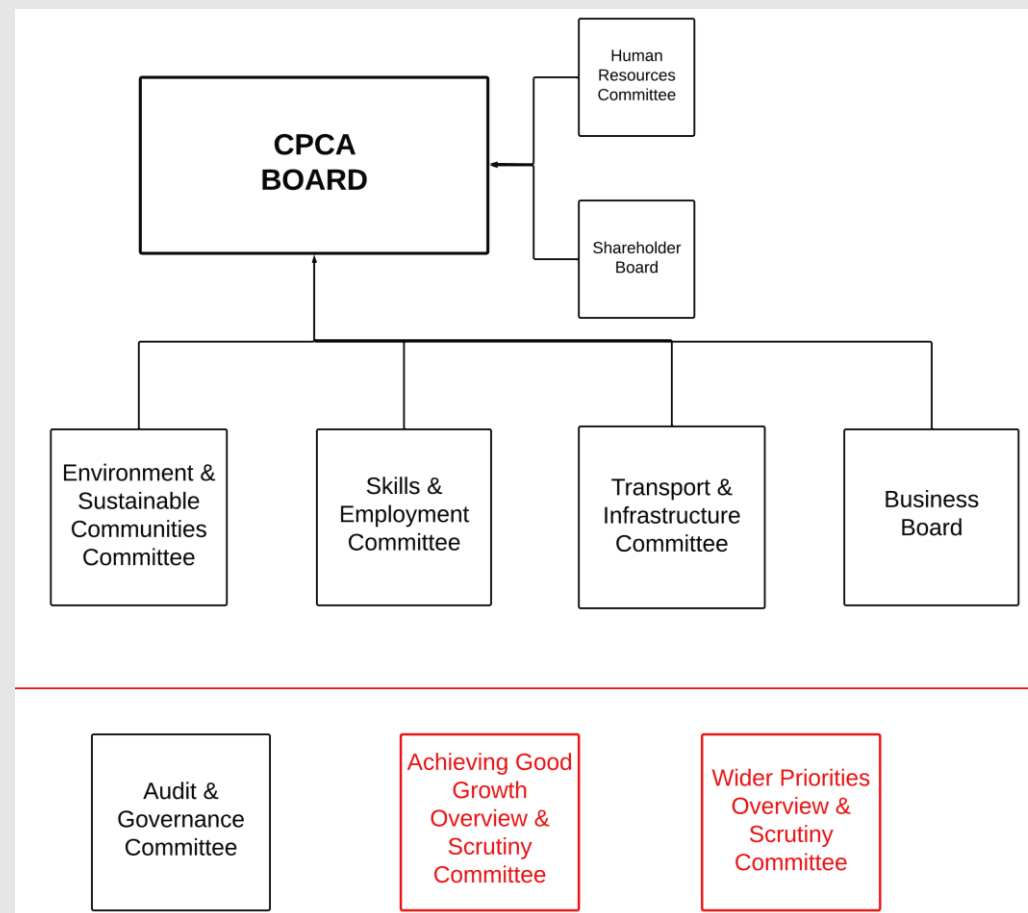 Human
Resources
Committee
CPCA
BOARD
Shareholder
Board
Environment &
Sustainable
Communities
Committee
Skills &
Employment
Committee
Transport &
Infrastructure
Committee
Business
Board
Audit &
Governance
Committee
Achieving Good
Growth
Overview &
Scrutiny
Committee
Wider Priorities
Overview &
Scrutiny
Committee